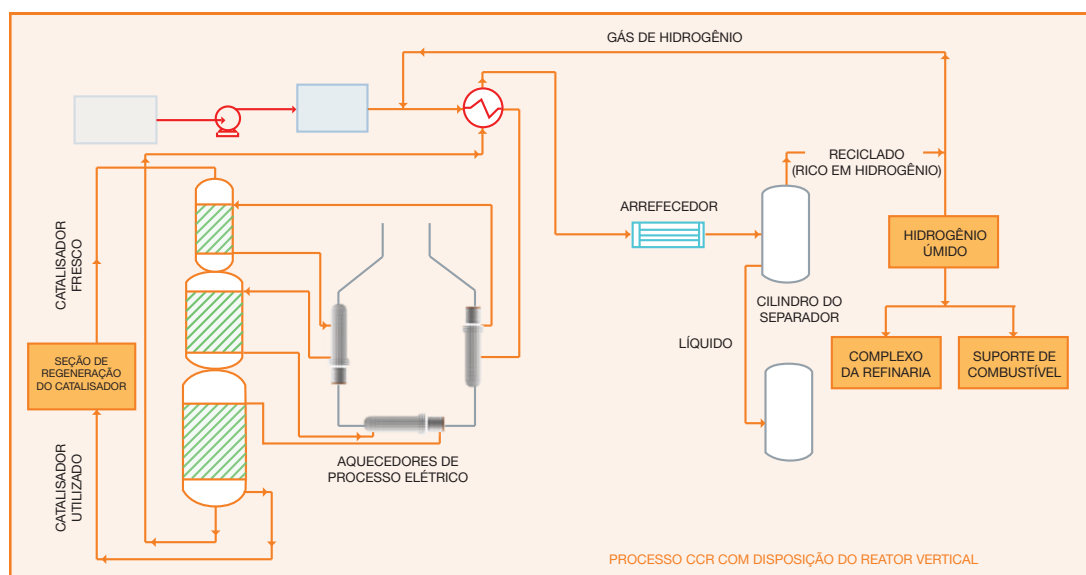 GÁS DE HIDROGÊNIO
RECICLADO
(RICO EM HIDROGÊNIO)
ARREFECEDOR
CATALISADOR
FRESCO
HIDROGÊNIO
ÚMIDO
CILINDRO DO
SEPARADOR
LÍQUIDO
SEÇÃO DE
REGENERAÇÃO
DO CATALISADOR
COMPLEXO
DA REFINARIA
SUPORTE DE
COMBUSTÍVEL
AQUECEDORES DE
PROCESSO ELÉTRICO
CATALISADOR
UTILIZADO
PROCESSO CCR COM DISPOSIÇÃO DO REATOR VERTICAL